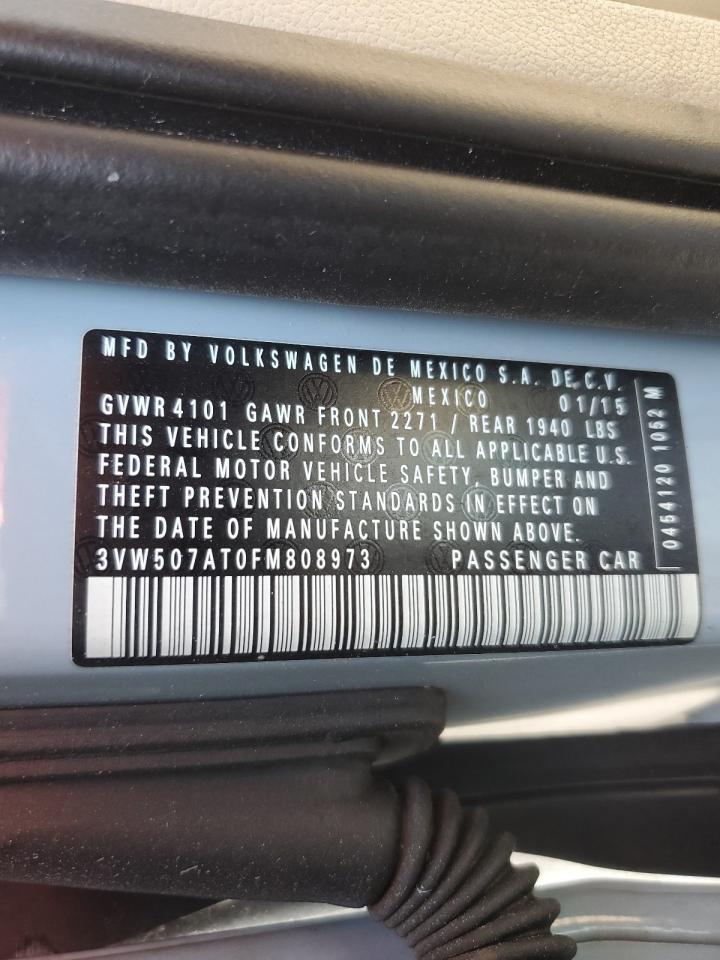 MFD BY VOLKSWAGEN DE MEXICO S.A. DE C.V.
MEXICO 01/15
GVWR 4101 GAWR FRONT 2271 / REAR 1940 LBS
THIS VEHICLE CONFORMS TO ALL APPLICABLE U.S.
FEDERAL MOTOR VEHICLE SAFETY, BUMPER AND
THEFT PREVENTION STANDARDS IN EFFECT ON
THE DATE OF MANUFACTURE SHOWN ABOVE.
3VW507AT0FM808973 PASSENGER CAR
0454120 1052 M